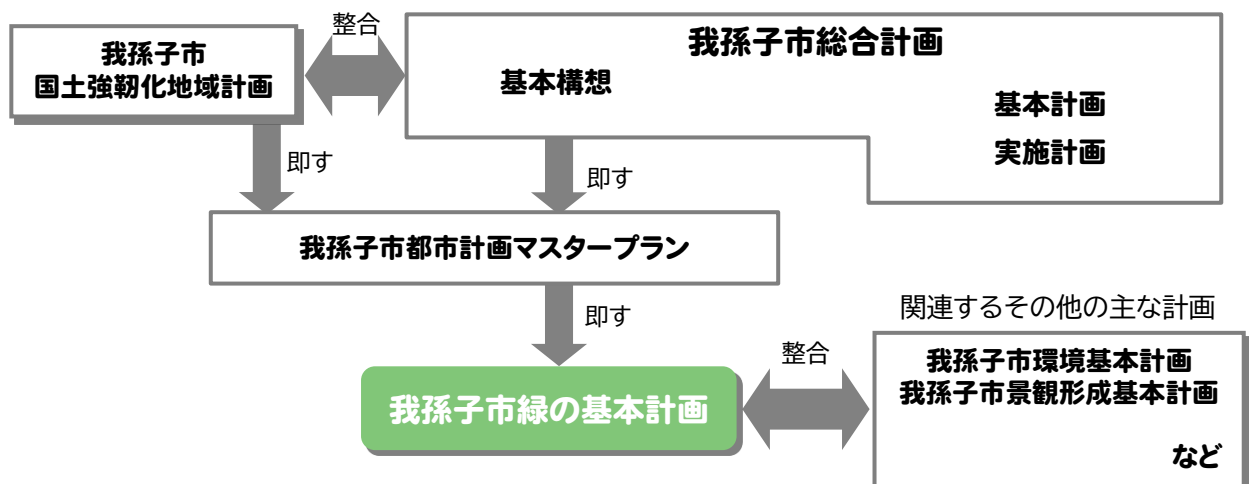 整合
我孫子市
国土強靭化地域計画
我孫子市総合計画
基本構想
基本計画
実施計画
即す
即す
我孫子市都市計画マスタープラン
即す
関連するその他の主な計画
整合
我孫子市環境基本計画
我孫子市景観形成基本計画
我孫子市緑の基本計画
など